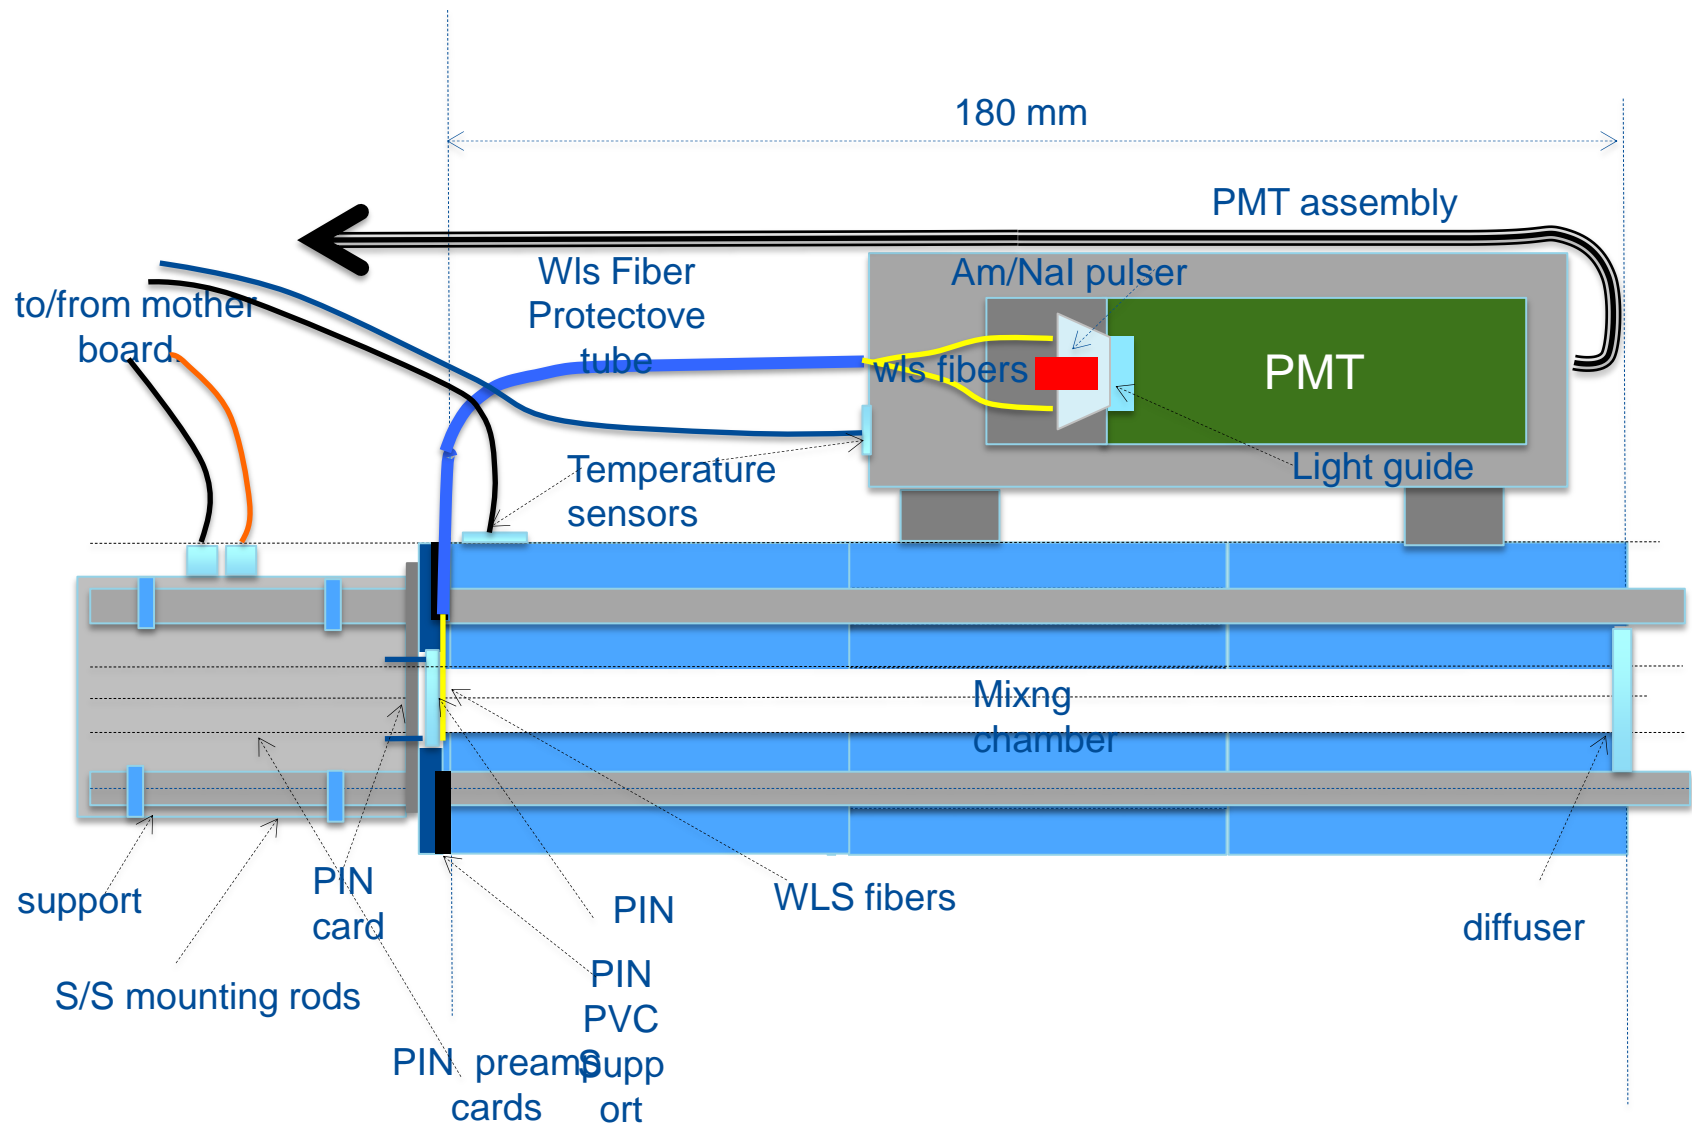 180 mm
PMT assembly
Wls Fiber
Protectove
tube
Am/NaI pulser
to/from mother
board.
wls fibers
PMT
Temperature
sensors
Light guide
Mixng
chamber
PIN
card
support
PIN
WLS fibers
diffuser
S/S mounting rods
PIN
PVC
Supp
ort
PIN  preamp
cards